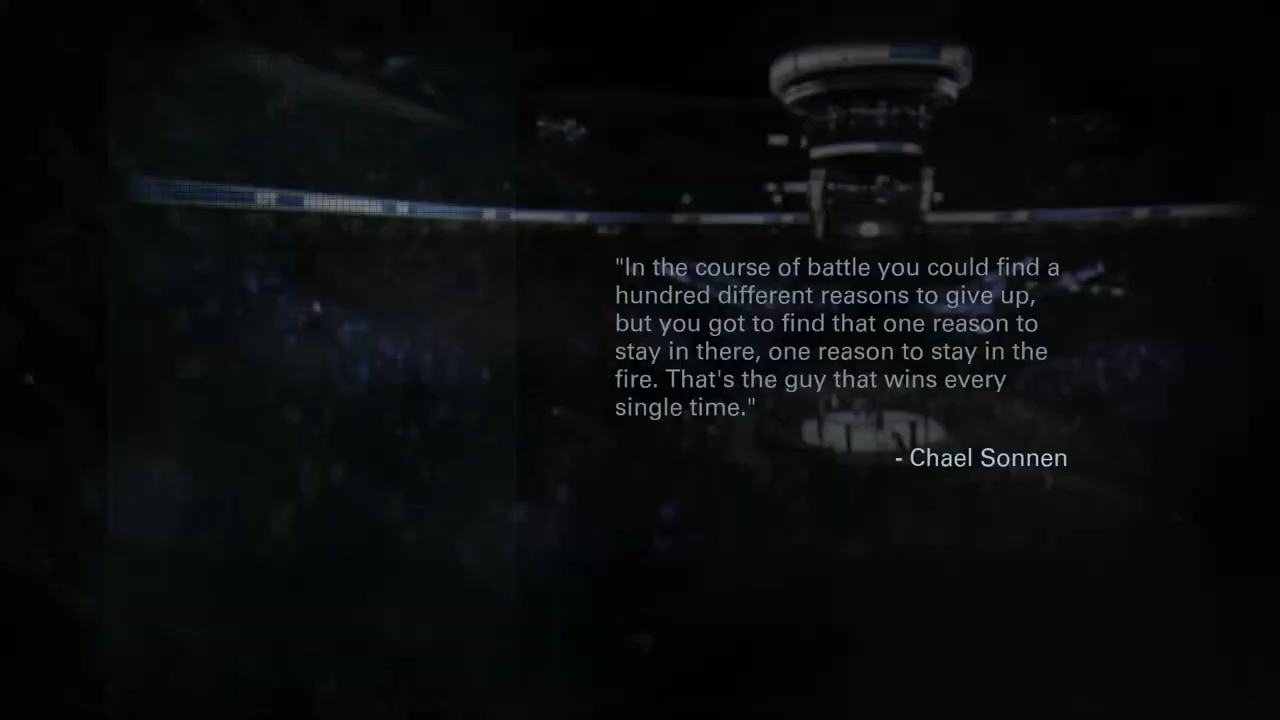 "In the course of battle you could find a
hundred different reasons to give up,
but you got to find that one reason to
stay in there, one reason to stay in the
fire. That's the guy that wins every
single time."
- Chael Sonnen